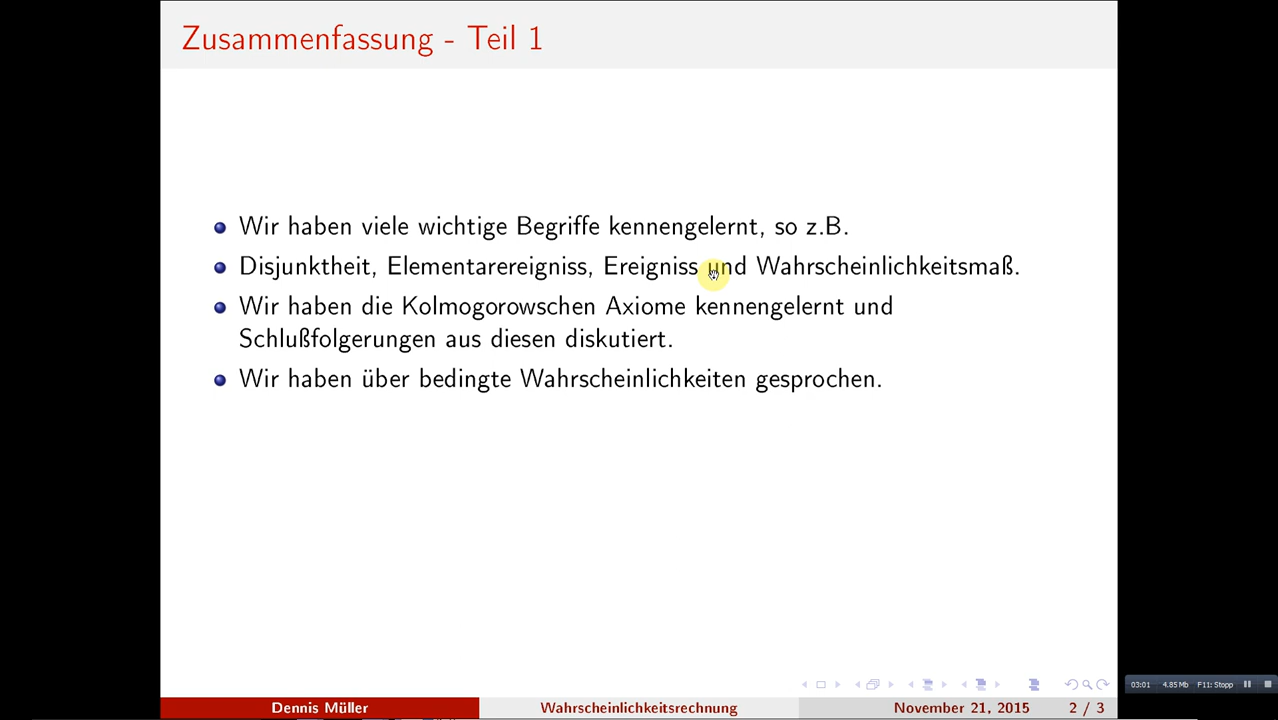 Zusammenfassung - Teil 1
Wir haben viele wichtige Begriffe kennengelernt, so z.B.
Disjunktheit, Elementarereigniss, Ereigniss und Wahrscheinlichkeitsmaß.
Wir haben die Kolmogorowschen Axiome kennengelernt und
Schlußfolgerungen aus diesen diskutiert.
Wir haben über bedingte Wahrscheinlichkeiten gesprochen.
03:01 4.85 Mb F11: Stopp
Dennis Müller Wahrscheinlichkeitsrechnung November 21, 2015 2 / 3